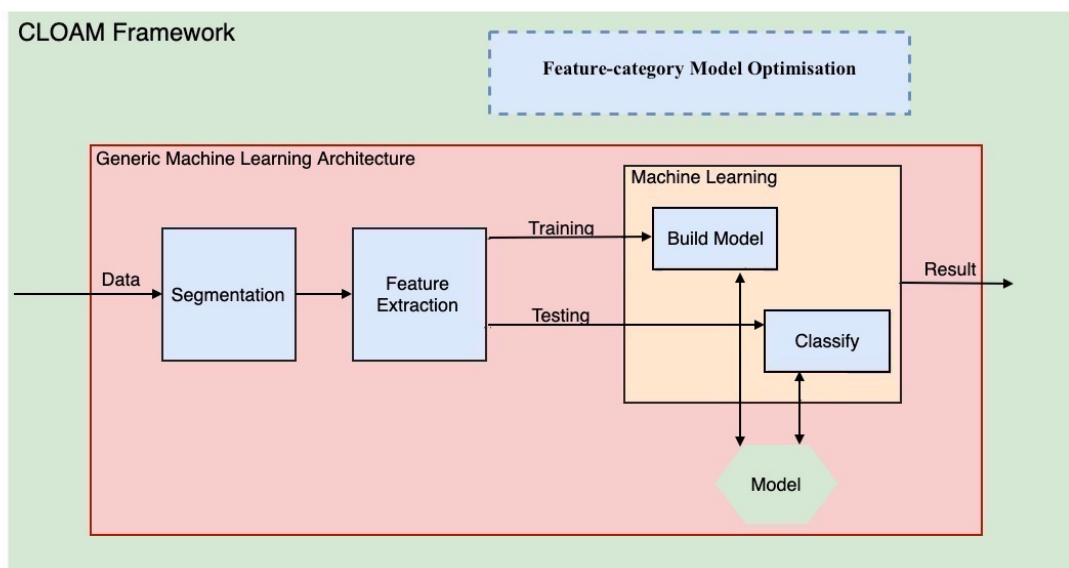 CLOAM Framework
Feature-category Model Optimisation
Generic Machine Learning Architecture
Machine Learning
Training
Build Model
Data
Segmentation
Feature
Extraction
Result
Testing
Classify
Model